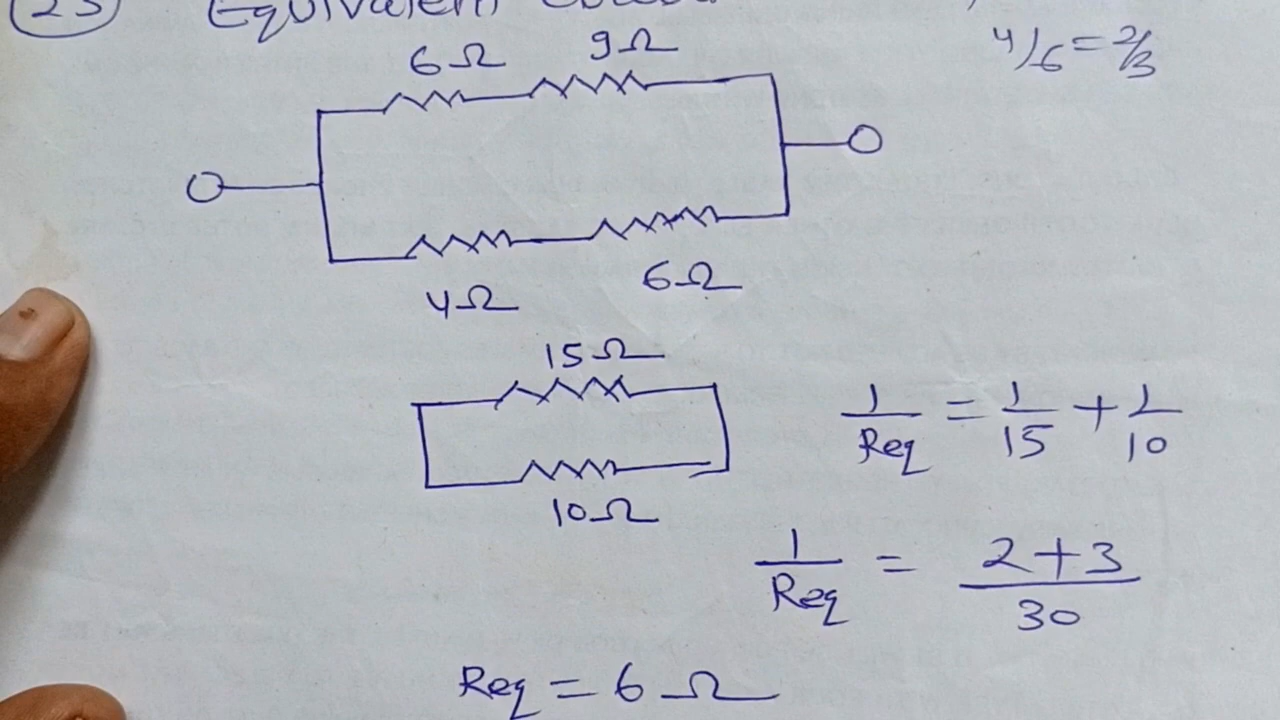 23 Equivalent
4/6 = 2/3
6Ω 9Ω
4Ω 6Ω
15Ω
10Ω
1/Req = 1/15 + 1/10
1/Req = 2+3/30
Req = 6Ω